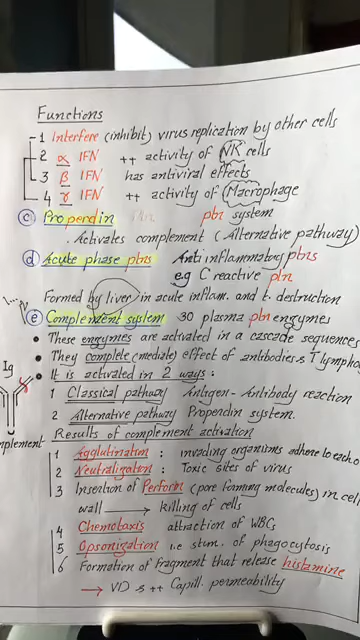 Functions
- 1 Interfere (inhibit) virus replication by other cells
2 α IFN ++ activity of NK cells
3 β IFN has antiviral effects
4 γ IFN ++ activity of Macrophage
c) Properdin ptn system
. Activates complement (Alternative pathway)
d) Acute phase ptns Anti inflammatory ptns
e.g C reactive ptn
Formed by liver in acute inflam. and t. destruction
e) Complement system 30 plasma ptn enzymes
• These enzymes are activated in a cascade sequences
• They complete (mediate) effect of antibodies & T lympho
• It is activated in 2 ways :
Ig
1 Classical pathway Antigen - Antibody reaction
2 Alternative pathway Properdin system.
mplement
Results of complement activation
1 Agglutination : invading organisms adhere to each o
2 Neutralization : Toxic sites of virus
3 Insertion of Perforin (pore forming molecules) in cell
wall → killing of cells
4 Chemotaxis attraction of WBCs
5 Opsonization i.e stim. of phagocytosis
6 Formation of fragment that release histamine
→ VD & ++ Capill. permeability